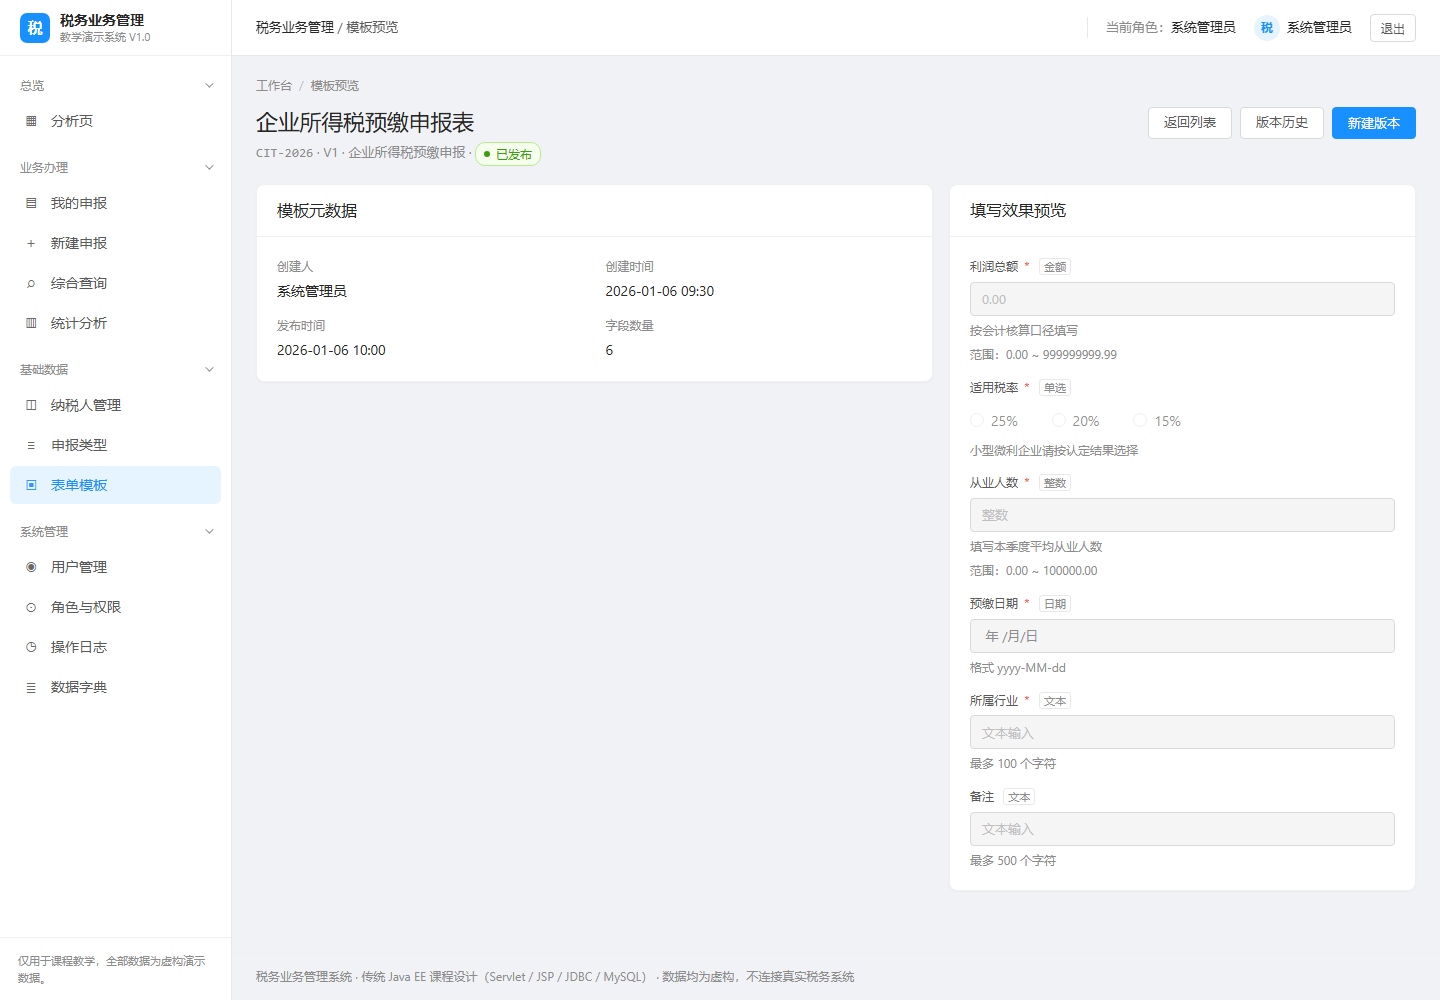 税
税务业务管理
教学演示系统 V1.0
税务业务管理 / 模板预览
当前角色：系统管理员
税
系统管理员
退出
总览
分析页
业务办理
我的申报
新建申报
综合查询
统计分析
基础数据
纳税人管理
申报类型
表单模板
系统管理
用户管理
角色与权限
操作日志
数据字典
仅用于课程教学，全部数据为虚构演示
数据。
工作台 / 模板预览
企业所得税预缴申报表
CIT-2026 · V1 · 企业所得税预缴申报 · 已发布
返回列表
版本历史
新建版本
模板元数据
创建人
系统管理员
创建时间
2026-01-06 09:30
发布时间
2026-01-06 10:00
字段数量
6
填写效果预览
利润总额 * 金额
0.00
按会计核算口径填写
范围：0.00 ~ 999999999.99
适用税率 * 单选
25% 20% 15%
小型微利企业请按认定结果选择
从业人数 * 整数
整数
填写本季度平均从业人数
范围：0.00 ~ 100000.00
预缴日期 * 日期
年 /月/日
格式 yyyy-MM-dd
所属行业 * 文本
文本输入
最多 100 个字符
备注 文本
文本输入
最多 500 个字符
税务业务管理系统 · 传统 Java EE 课程设计（Servlet / JSP / JDBC / MySQL） · 数据均为虚构，不连接真实税务系统